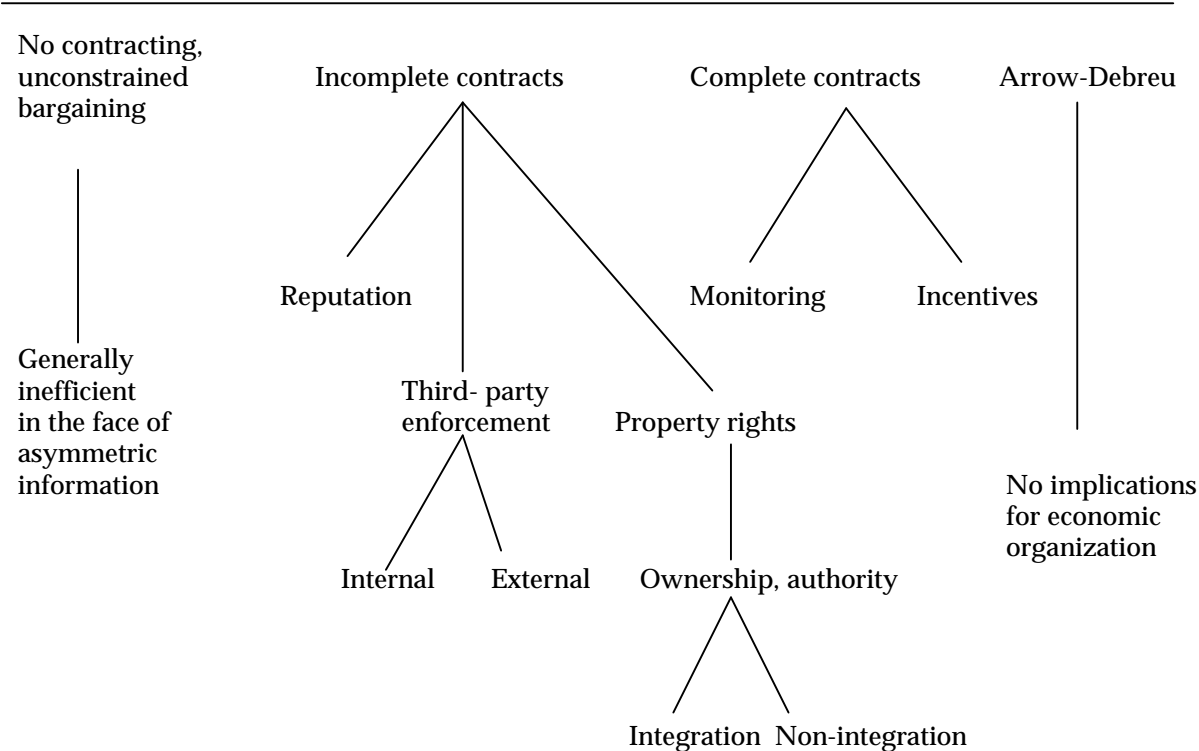 No contracting,
unconstrained
bargaining
Incomplete contracts
Complete contracts
Arrow-Debreu
Reputation
Monitoring
Incentives
Generally
inefficient
in the face of
asymmetric
information
Third- party
enforcement
Property rights
No implications
for economic
organization
Internal
External
Ownership, authority
Integration
Non-integration